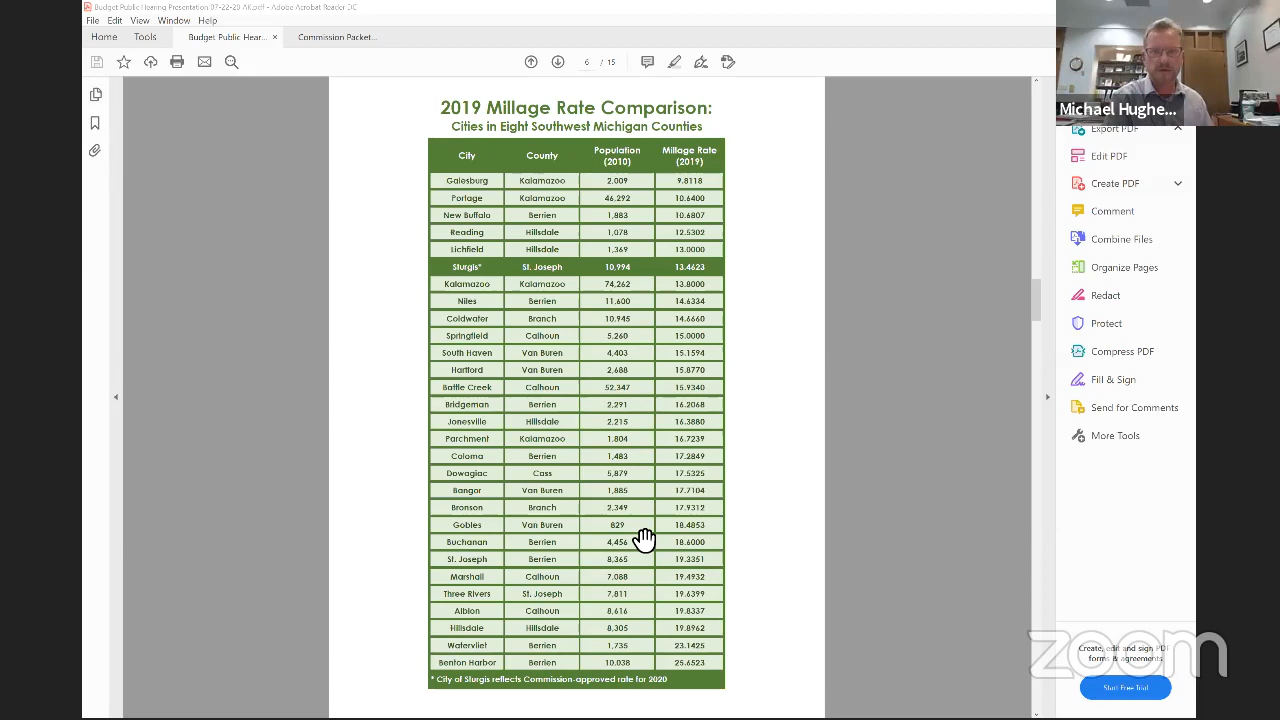 Budget Public Hearing Presentation 07-22-20 AK.pdf - Adobe Acrobat Reader DC
File Edit View Window Help
Home Tools Budget Public Hear... × Commission Packet...
6 / 15
Michael Hughe...
Export PDF
Edit PDF
Create PDF
Comment
Combine Files
Organize Pages
Redact
Protect
Compress PDF
Fill & Sign
Send for Comments
More Tools
2019 Millage Rate Comparison:
Cities in Eight Southwest Michigan Counties
City County Population (2010) Millage Rate (2019)
Galesburg Kalamazoo 2,009 9.8118
Portage Kalamazoo 46,292 10.6400
New Buffalo Berrien 1,883 10.6807
Reading Hillsdale 1,078 12.5302
Lichfield Hillsdale 1,369 13.0000
Sturgis* St. Joseph 10,994 13.4623
Kalamazoo Kalamazoo 74,262 13.8000
Niles Berrien 11,600 14.6334
Coldwater Branch 10,945 14.6660
Springfield Calhoun 5,260 15.0000
South Haven Van Buren 4,403 15.1594
Hartford Van Buren 2,688 15.8770
Battle Creek Calhoun 52,347 15.9340
Bridgeman Berrien 2,291 16.2068
Jonesville Hillsdale 2,215 16.3880
Parchment Kalamazoo 1,804 16.7239
Coloma Berrien 1,483 17.2849
Dowagiac Cass 5,879 17.5325
Bangor Van Buren 1,885 17.7104
Bronson Branch 2,349 17.9312
Gobles Van Buren 829 18.4853
Buchanan Berrien 4,456 18.6000
St. Joseph Berrien 8,365 19.3351
Marshall Calhoun 7,088 19.4932
Three Rivers St. Joseph 7,811 19.6399
Albion Calhoun 8,616 19.8337
Hillsdale Hillsdale 8,305 19.8962
Watervliet Berrien 1,735 23.1425
Benton Harbor Berrien 10,038 25.6523
* City of Sturgis reflects Commission-approved rate for 2020
zoom
Create, edit and sign PDF
forms & agreements
Start Free Trial